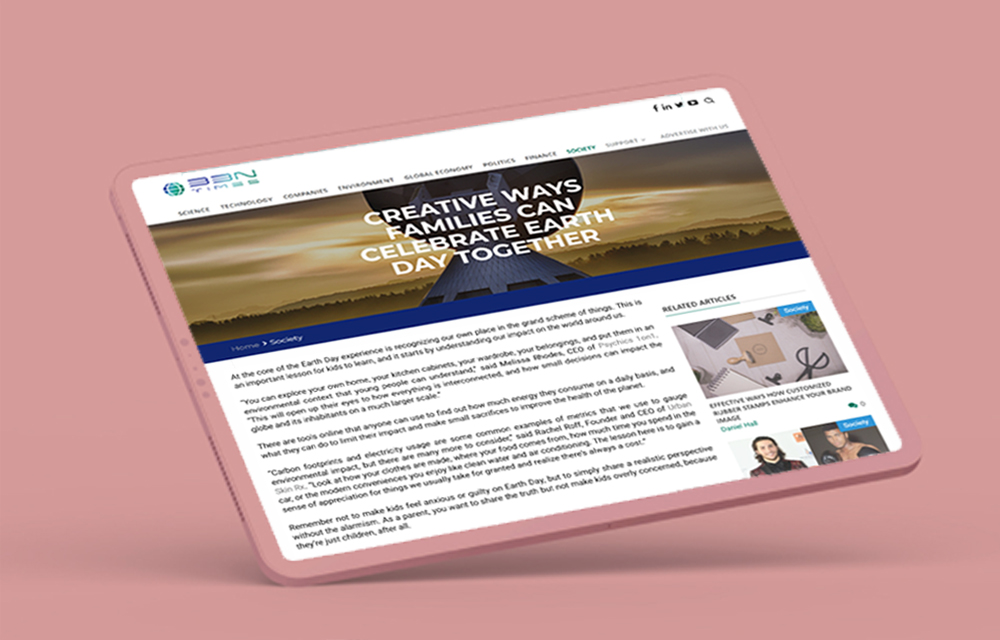 BBN
TIMES
SCIENCE TECHNOLOGY COMPANIES ENVIRONMENT GLOBAL ECONOMY POLITICS FINANCE SOCIETY SUPPORT ADVERTISE WITH US
CREATIVE WAYS
FAMILIES CAN
CELEBRATE EARTH
DAY TOGETHER
Home > Society
At the core of the Earth Day experience is recognizing our own place in the grand scheme of things. This is
an important lesson for kids to learn, and it starts by understanding our impact on the world around us.
"You can explore your own home, your kitchen cabinets, your wardrobe, your belongings, and put them in an
environmental context that young people can understand," said Melissa Rhodes, CEO of Psychics 1on1.
"This will open up their eyes to how everything is interconnected, and how small decisions can impact the
globe and its inhabitants on a much larger scale."
There are tools online that anyone can use to find out how much energy they consume on a daily basis, and
what they can do to limit their impact and make small sacrifices to improve the health of the planet.
"Carbon footprints and electricity usage are some common examples of metrics that we use to gauge
environmental impact, but there are many more to consider," said Rachel Roff, Founder and CEO of Urban
Skin Rx. "Look at how your clothes are made, where your food comes from, how much time you spend in the
car, or the modern conveniences you enjoy like clean water and air conditioning. The lesson here is to gain a
sense of appreciation for things we usually take for granted and realize there's always a cost."
Remember not to make kids feel anxious or guilty on Earth Day, but to simply share a realistic perspective
without the alarmism. As a parent, you want to share the truth but not make kids overly concerned, because
they're just children, after all.
RELATED ARTICLES
Society
EFFECTIVE WAYS HOW CUSTOMIZED
RUBBER STAMPS ENHANCE YOUR BRAND
IMAGE
Daniel Hall
0
Society